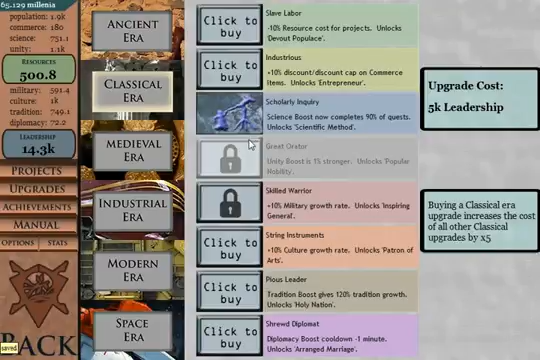 65.129 millenia
population: 1.9k
commerce: 180
science: 751.1
unity: 1.1k
RESOURCES
500.8
military: 591.4
culture: 1k
tradition: 749.1
diplomacy: 72.2
LEADERSHIP
14.3k
PROJECTS
UPGRADES
ACHIEVEMENTS
MANUAL
OPTIONS
STATS
saved
PACK
ANCIENT
ERA
CLASSICAL
ERA
MEDIEVAL
ERA
INDUSTRIAL
ERA
MODERN
ERA
SPACE
ERA
Click to
buy
Slave Labor
-10% Resource cost for projects. Unlocks
'Devout Populace'.
Click to
buy
Industrious
+10% discount/discount cap on Commerce
Items. Unlocks 'Entrepreneur'.
Scholarly Inquiry
Science Boost now completes 90% of quests.
Unlocks 'Scientific Method'.
Great Orator
Unity Boost is 1% stronger. Unlocks 'Popular
Nobility.
Skilled Warrior
+10% Military growth rate. Unlocks 'Inspiring
General'.
Click to
buy
String Instruments
+10% Culture growth rate. Unlocks 'Patron of
Arts'.
Click to
buy
Pious Leader
Tradition Boost gives 120% tradition growth.
Unlocks 'Holy Nation'.
Click to
buy
Shrewd Diplomat
Diplomacy Boost cooldown -1 minute.
Unlocks 'Arranged Marriage'.
Upgrade Cost:
5k Leadership
Buying a Classical era
upgrade increases the cost
of all other Classical
upgrades by x5